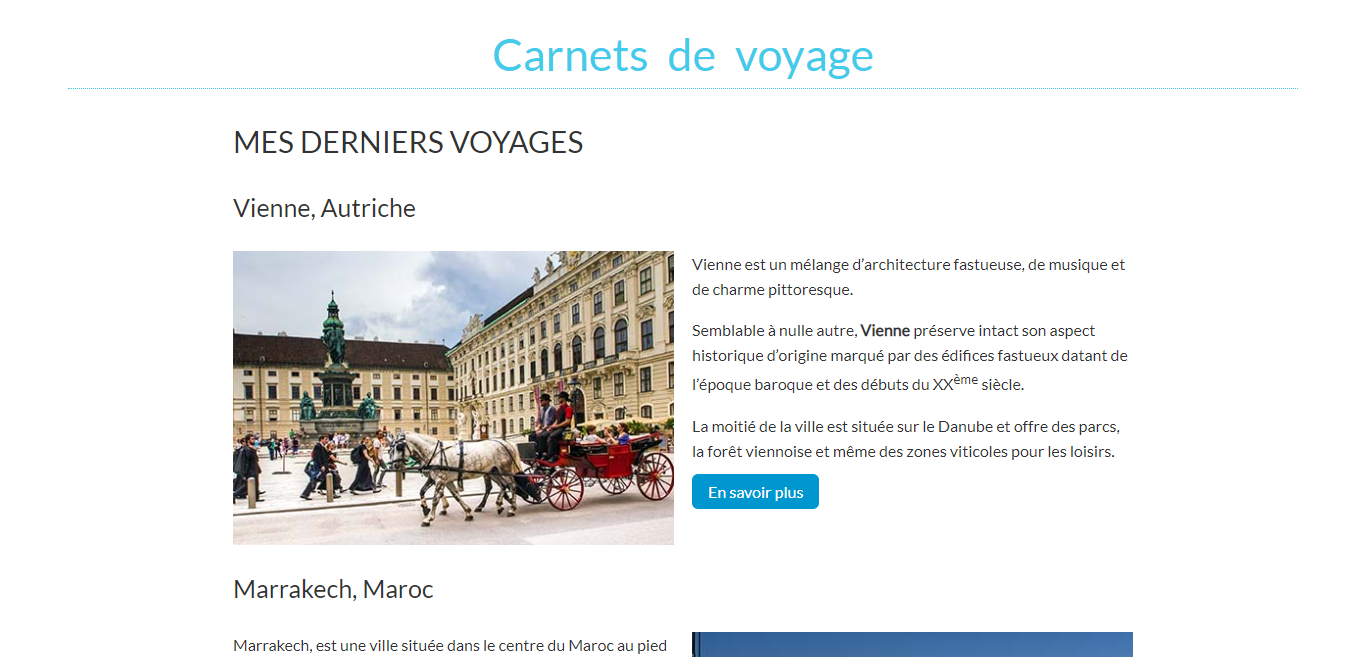 Carnets de voyage
MES DERNIERS VOYAGES
Vienne, Autriche
Vienne est un mélange d’architecture fastueuse, de musique et
de charme pittoresque.
Semblable à nulle autre, Vienne préserve intact son aspect
historique d’origine marqué par des édifices fastueux datant de
l’époque baroque et des débuts du XXème siècle.
La moitié de la ville est située sur le Danube et offre des parcs,
la forêt viennoise et même des zones viticoles pour les loisirs.
En savoir plus
Marrakech, Maroc
Marrakech, est une ville située dans le centre du Maroc au pied